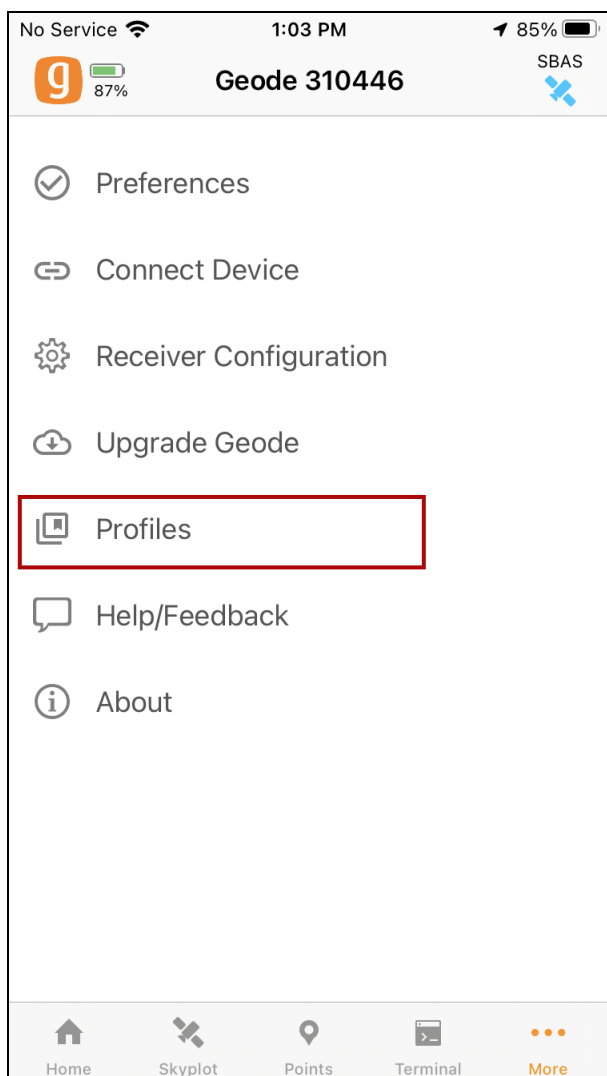 No Service 1:03 PM 85%
g 87% Geode 310446 SBAS
Preferences
Connect Device
Receiver Configuration
Upgrade Geode
Profiles
Help/Feedback
About
Home Skyplot Points Terminal More